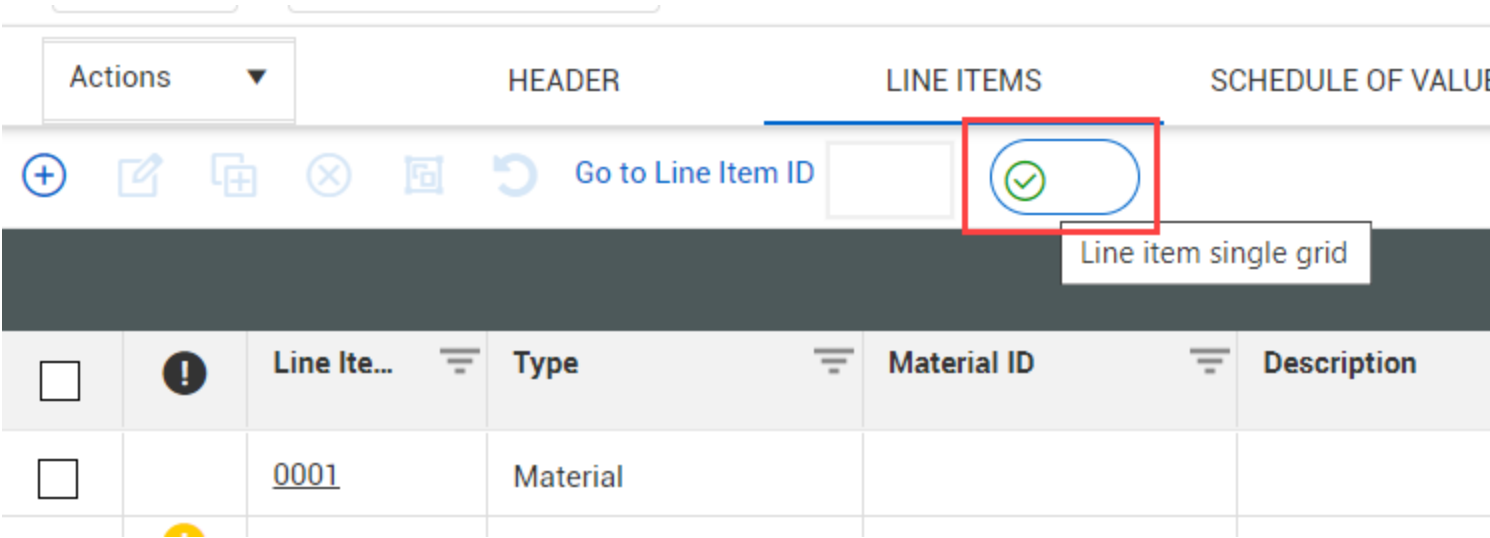 Actions
HEADER
LINE ITEMS
SCHEDULE OF VALUE
Go to Line Item ID
Line item single grid
Line Ite...
Type
Material ID
Description
0001
Material